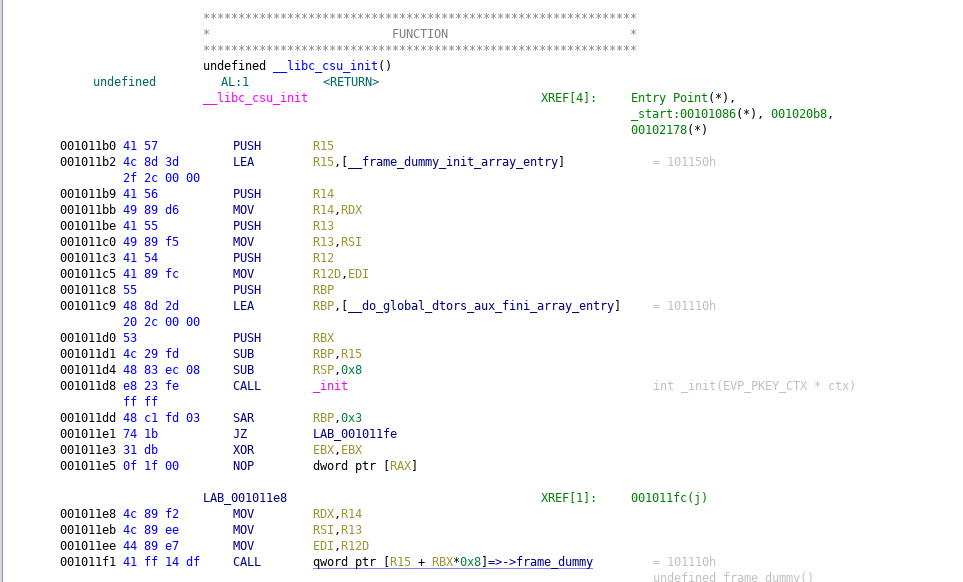 **************************************************************
* FUNCTION *
**************************************************************
undefined __libc_csu_init()
undefined AL:1 <RETURN>
__libc_csu_init XREF[4]: Entry Point(*),
_start:00101086(*), 001020b8,
00102178(*)
001011b0 41 57 PUSH R15
001011b2 4c 8d 3d LEA R15,[__frame_dummy_init_array_entry] = 101150h
2f 2c 00 00
001011b9 41 56 PUSH R14
001011bb 49 89 d6 MOV R14,RDX
001011be 41 55 PUSH R13
001011c0 49 89 f5 MOV R13,RSI
001011c3 41 54 PUSH R12
001011c5 41 89 fc MOV R12D,EDI
001011c8 55 PUSH RBP
001011c9 48 8d 2d LEA RBP,[__do_global_dtors_aux_fini_array_entry] = 101110h
20 2c 00 00
001011d0 53 PUSH RBX
001011d1 4c 29 fd SUB RBP,R15
001011d4 48 83 ec 08 SUB RSP,0x8
001011d8 e8 23 fe CALL _init int _init(EVP_PKEY_CTX * ctx)
ff ff
001011dd 48 c1 fd 03 SAR RBP,0x3
001011e1 74 1b JZ LAB_001011fe
001011e3 31 db XOR EBX,EBX
001011e5 0f 1f 00 NOP dword ptr [RAX]
LAB_001011e8 XREF[1]: 001011fc(j)
001011e8 4c 89 f2 MOV RDX,R14
001011eb 4c 89 ee MOV RSI,R13
001011ee 44 89 e7 MOV EDI,R12D
001011f1 41 ff 14 df CALL qword ptr [R15 + RBX*0x8]=>->frame_dummy = 101110h
undefined frame_dummy()